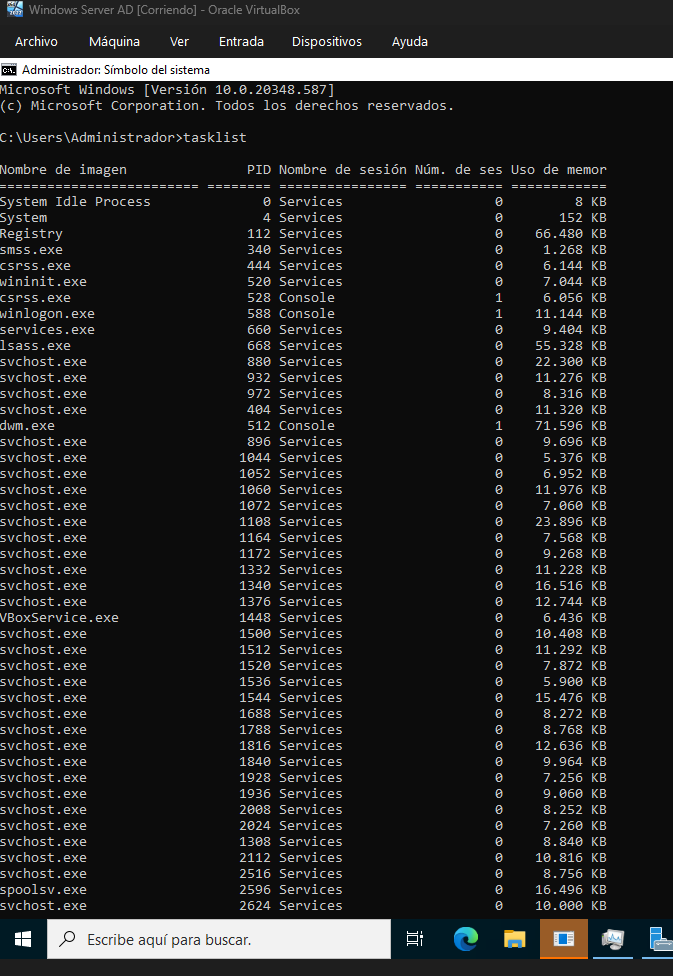 Windows Server AD [Corriendo] - Oracle VirtualBox
Archivo Máquina Ver Entrada Dispositivos Ayuda
Administrador: Símbolo del sistema
Microsoft Windows [Versión 10.0.20348.587]
(c) Microsoft Corporation. Todos los derechos reservados.
C:\Users\Administrador>tasklist
Nombre de imagen PID Nombre de sesión Núm. de ses Uso de memor
========================= ======== ================ =========== ============
System Idle Process 0 Services 0 8 KB
System 4 Services 0 152 KB
Registry 112 Services 0 66.480 KB
smss.exe 340 Services 0 1.268 KB
csrss.exe 444 Services 0 6.144 KB
wininit.exe 520 Services 0 7.044 KB
csrss.exe 528 Console 1 6.056 KB
winlogon.exe 588 Console 1 11.144 KB
services.exe 660 Services 0 9.404 KB
lsass.exe 668 Services 0 55.328 KB
svchost.exe 880 Services 0 22.300 KB
svchost.exe 932 Services 0 11.276 KB
svchost.exe 972 Services 0 8.316 KB
svchost.exe 404 Services 0 11.320 KB
dwm.exe 512 Console 1 71.596 KB
svchost.exe 896 Services 0 9.696 KB
svchost.exe 1044 Services 0 5.376 KB
svchost.exe 1052 Services 0 6.952 KB
svchost.exe 1060 Services 0 11.976 KB
svchost.exe 1072 Services 0 7.060 KB
svchost.exe 1108 Services 0 23.896 KB
svchost.exe 1164 Services 0 7.568 KB
svchost.exe 1172 Services 0 9.268 KB
svchost.exe 1332 Services 0 11.228 KB
svchost.exe 1340 Services 0 16.516 KB
svchost.exe 1376 Services 0 12.744 KB
VBoxService.exe 1448 Services 0 6.436 KB
svchost.exe 1500 Services 0 10.408 KB
svchost.exe 1512 Services 0 11.292 KB
svchost.exe 1520 Services 0 7.872 KB
svchost.exe 1536 Services 0 5.900 KB
svchost.exe 1544 Services 0 15.476 KB
svchost.exe 1688 Services 0 8.272 KB
svchost.exe 1788 Services 0 8.768 KB
svchost.exe 1816 Services 0 12.636 KB
svchost.exe 1840 Services 0 9.964 KB
svchost.exe 1928 Services 0 7.256 KB
svchost.exe 1936 Services 0 9.060 KB
svchost.exe 2008 Services 0 8.252 KB
svchost.exe 2024 Services 0 7.260 KB
svchost.exe 1308 Services 0 8.840 KB
svchost.exe 2112 Services 0 10.816 KB
svchost.exe 2516 Services 0 8.756 KB
spoolsv.exe 2596 Services 0 16.496 KB
svchost.exe 2624 Services 0 10.000 KB
Escribe aquí para buscar.